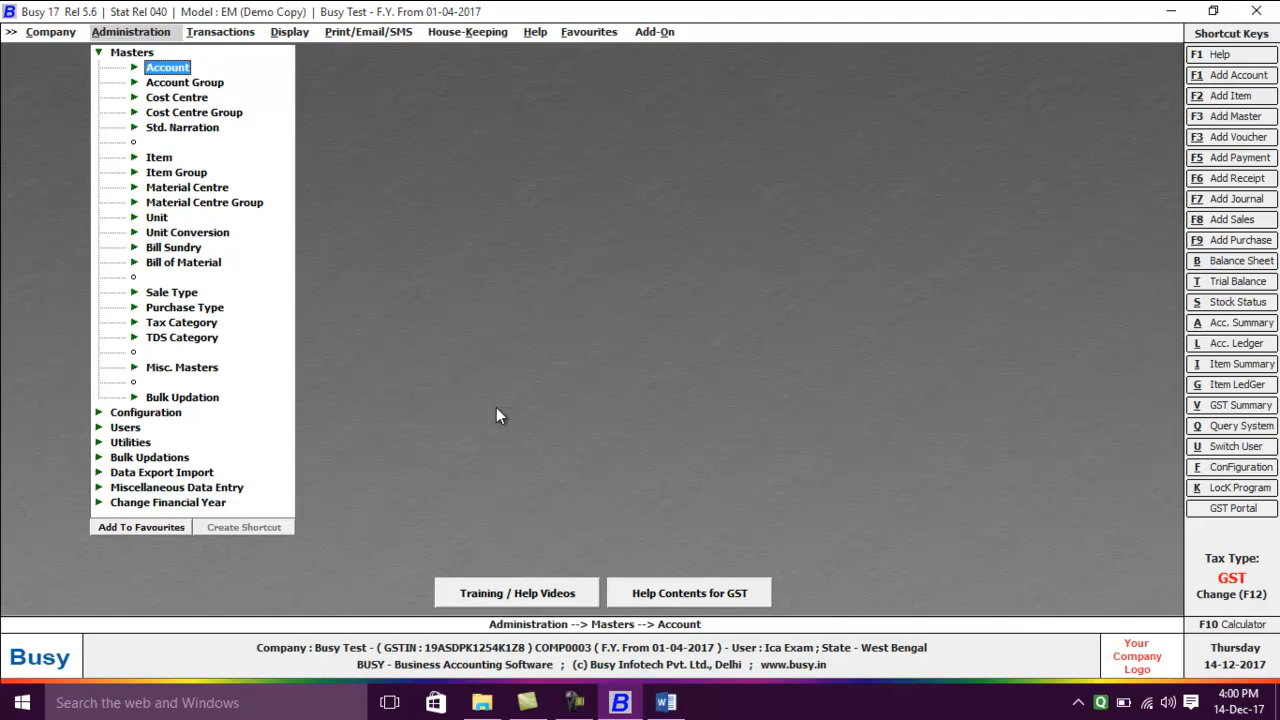 Busy 17 Rel 5.6 | Stat Rel 040 | Model : EM (Demo Copy) | Busy Test - F.Y. From 01-04-2017
>> Company Administration Transactions Display Print/Email/SMS House-Keeping Help Favourites Add-On
Masters
Account
Account Group
Cost Centre
Cost Centre Group
Std. Narration
Item
Item Group
Material Centre
Material Centre Group
Unit
Unit Conversion
Bill Sundry
Bill of Material
Sale Type
Purchase Type
Tax Category
TDS Category
Misc. Masters
Bulk Updation
Configuration
Users
Utilities
Bulk Updations
Data Export Import
Miscellaneous Data Entry
Change Financial Year
Add To Favourites Create Shortcut
Training / Help Videos Help Contents for GST
Shortcut Keys
F1 Help
F1 Add Account
F2 Add Item
F3 Add Master
F3 Add Voucher
F5 Add Payment
F6 Add Receipt
F7 Add Journal
F8 Add Sales
F9 Add Purchase
B Balance Sheet
T Trial Balance
S Stock Status
A Acc. Summary
L Acc. Ledger
I Item Summary
G Item LedGer
V GST Summary
Q Query System
U Switch User
F ConFiguration
K LocK Program
GST Portal
Tax Type:
GST
Change (F12)
Administration --> Masters --> Account
F10 Calculator
Busy
Company : Busy Test - ( GSTIN : 19ASDPK1254K1Z8 ) COMP0003 ( F.Y. From 01-04-2017 ) - User : Ica Exam ; State - West Bengal
BUSY - Business Accounting Software ; (c) Busy Infotech Pvt. Ltd., Delhi ; www.busy.in
Your
Company
Logo
Thursday
14-12-2017
Search the web and Windows
4:00 PM
14-Dec-17